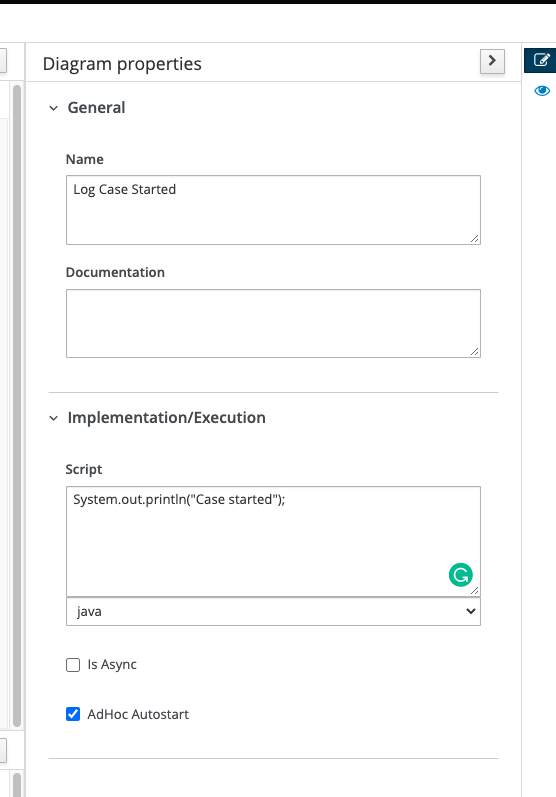 Diagram properties
General
Name
Log Case Started
Documentation
Implementation/Execution
Script
System.out.println("Case started");
java
Is Async
AdHoc Autostart